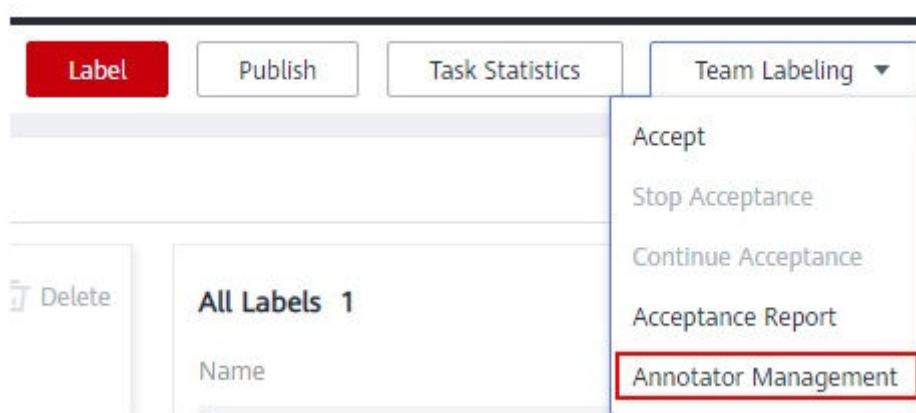 Label Publish Task Statistics Team Labeling
Accept
Stop Acceptance
Continue Acceptance
Delete
All Labels 1
Acceptance Report
Name
Annotator Management